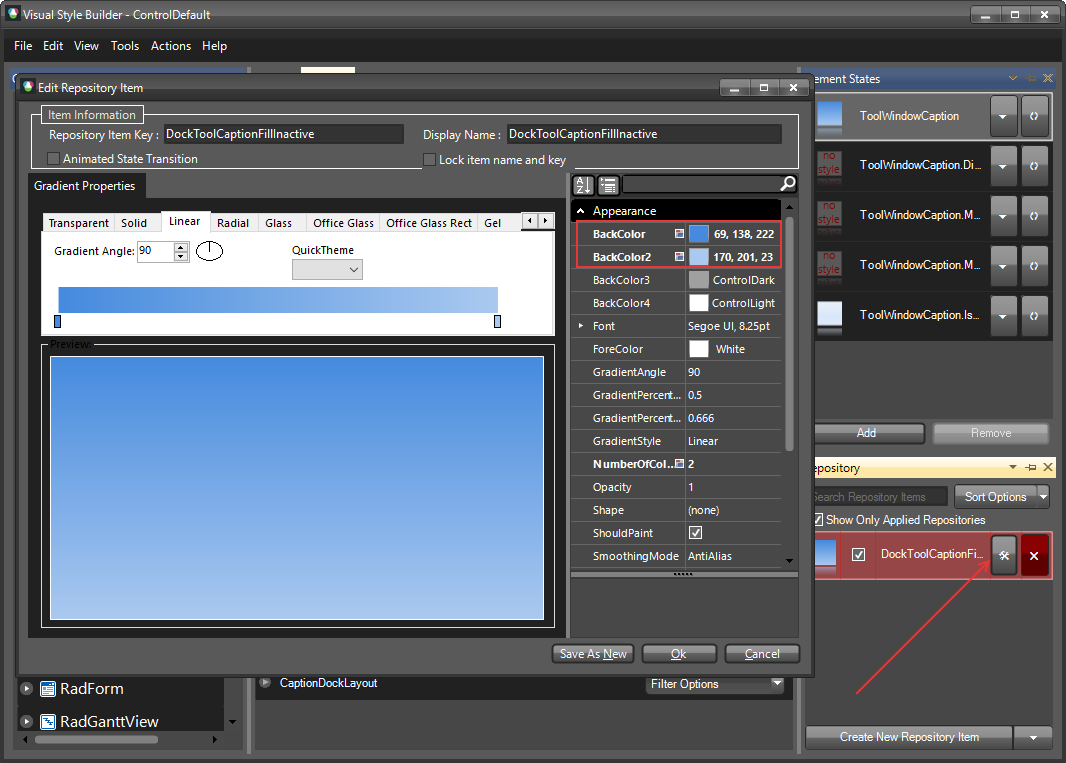 Visual Style Builder - ControlDefault
File Edit View Tools Actions Help
Edit Repository Item
Item Information
Repository Item Key : DockToolCaptionFillInactive
Display Name : DockToolCaptionFillInactive
Animated State Transition
Lock item name and key
Gradient Properties
Transparent Solid Linear Radial Glass Office Glass Office Glass Rect Gel
Gradient Angle: 90
QuickTheme
Preview:
Appearance
BackColor 69, 138, 222
BackColor2 170, 201, 23
BackColor3 ControlDark
BackColor4 ControlLight
Font Segoe UI, 8.25pt
ForeColor White
GradientAngle 90
GradientPercent... 0.5
GradientPercent... 0.666
GradientStyle Linear
NumberOfCol... 2
Opacity 1
Shape (none)
ShouldPaint
SmoothingMode AntiAlias
Save As New Ok Cancel
ement States
ToolWindowCaption
no style ToolWindowCaption.Di...
no style ToolWindowCaption.M...
no style ToolWindowCaption.M...
ToolWindowCaption.Is...
Add Remove
epository
Search Repository Items Sort Options
Show Only Applied Repositories
DockToolCaptionFi...
RadForm
RadGanttView
CaptionDockLayout
Filter Options
Create New Repository Item